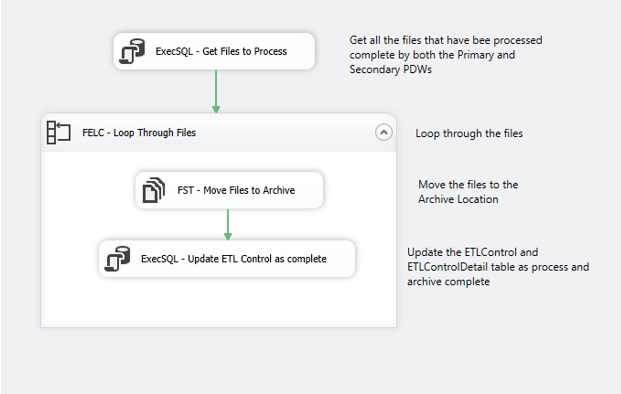 ExecSQL - Get Files to Process
Get all the files that have bee processed
complete by both the Primary and
Secondary PDWs
FELC - Loop Through Files
Loop through the files
FST - Move Files to Archive
Move the files to the
Archive Location
ExecSQL - Update ETL Control as complete
Update the ETLControl and
ETLControlDetail table as process and
archive complete